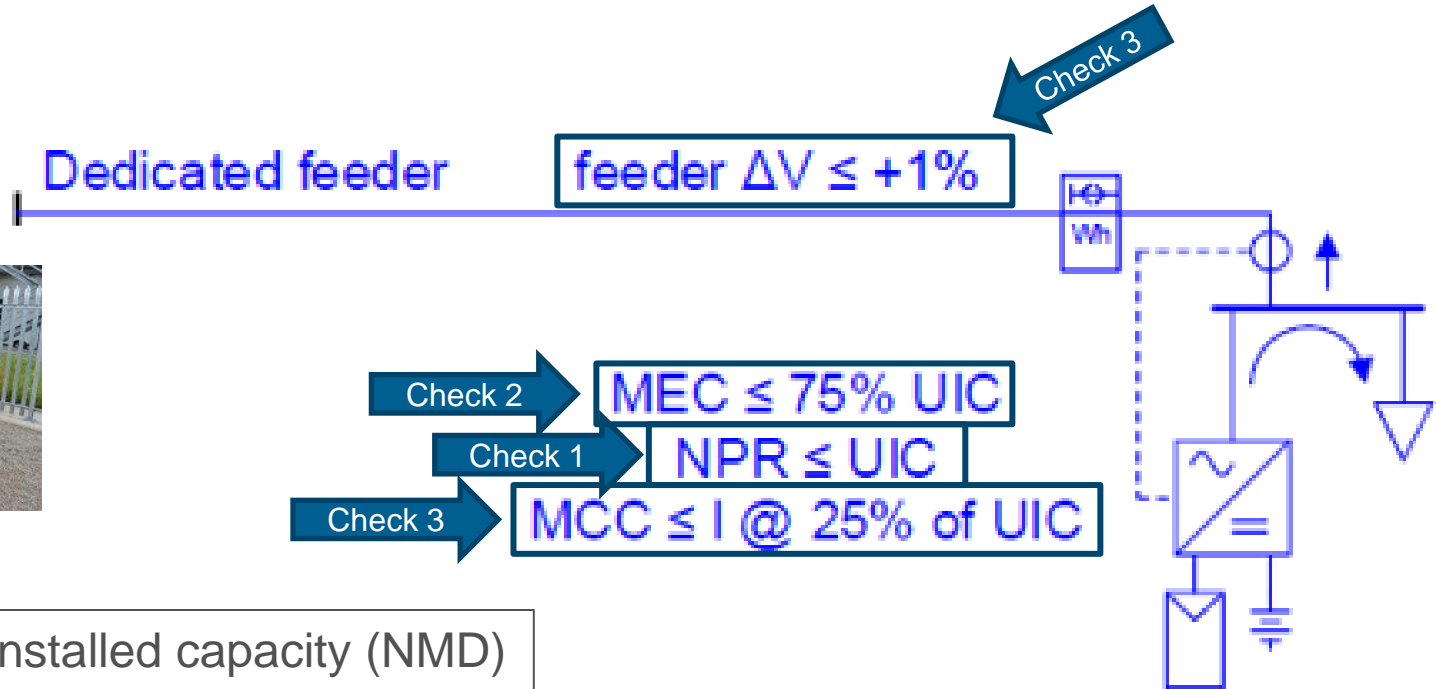 Check 3
Dedicated feeder feeder ΔV ≤ +1%
Wh
Check 2 MEC ≤ 75% UIC
Check 1 NPR ≤ UIC
Check 3 MCC ≤ I @ 25% of UIC
nstalled capacity (NMD)